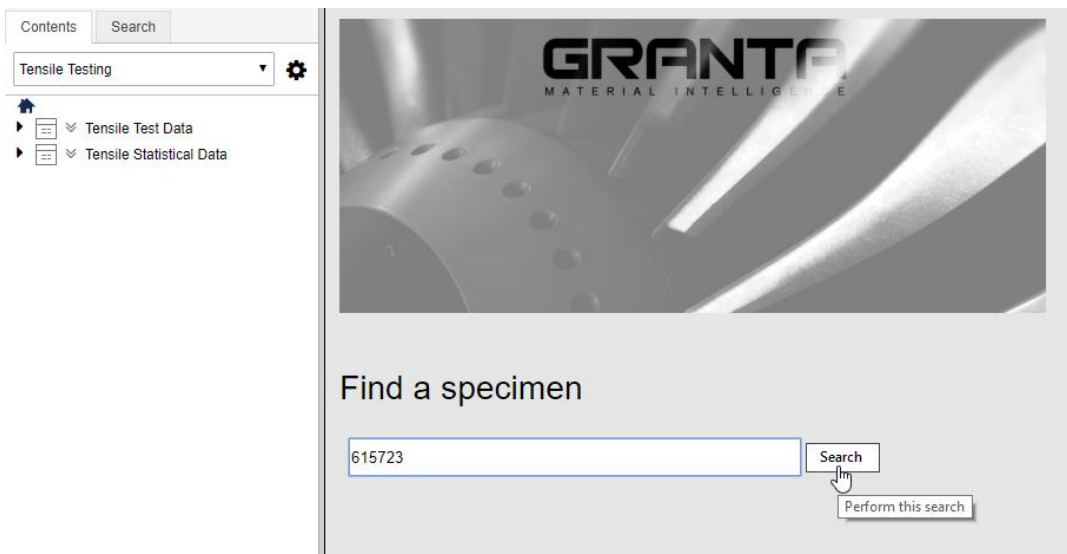 Contents Search
Tensile Testing
Tensile Test Data
Tensile Statistical Data
GRANTA
MATERIAL INTELLIGENCE
Find a specimen
615723 Search
Perform this search